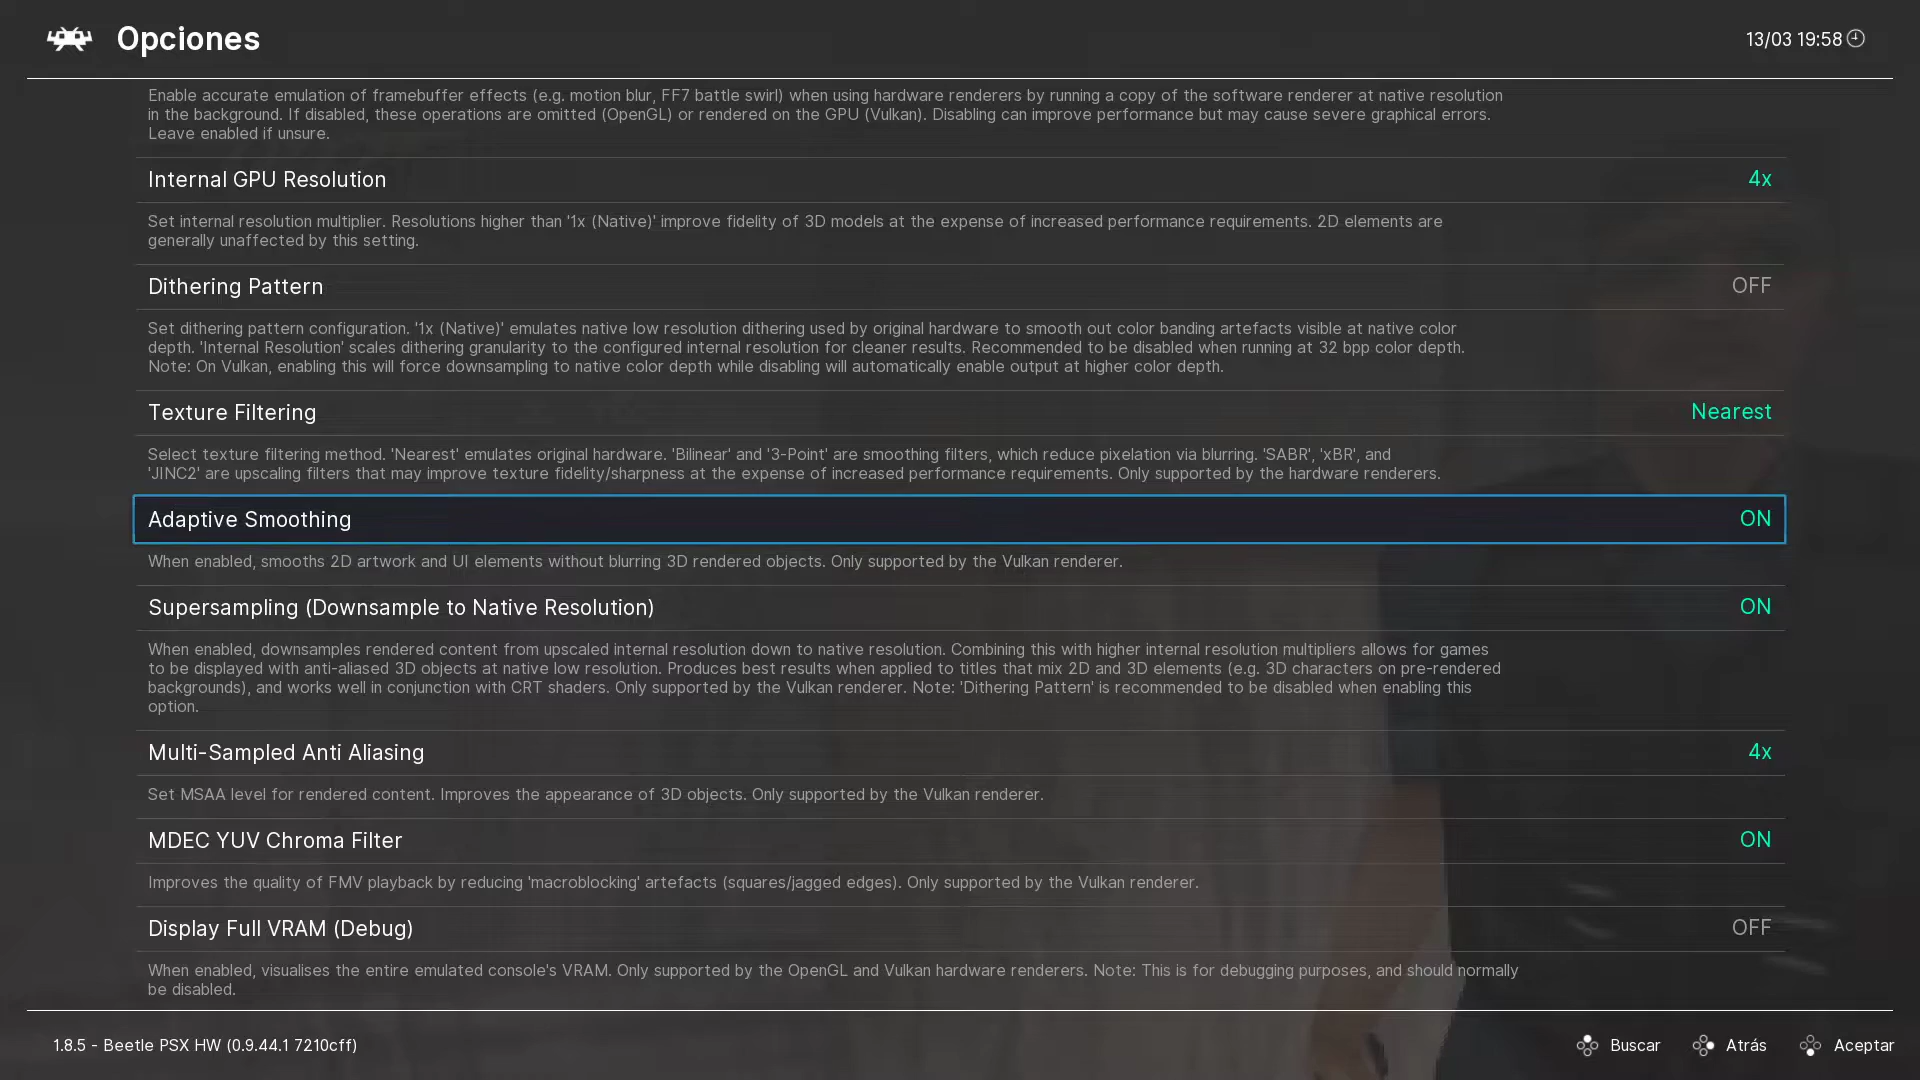 Opciones
13/03 19:58
Enable accurate emulation of framebuffer effects (e.g. motion blur, FF7 battle swirl) when using hardware renderers by running a copy of the software renderer at native resolution
in the background. If disabled, these operations are omitted (OpenGL) or rendered on the GPU (Vulkan). Disabling can improve performance but may cause severe graphical errors.
Leave enabled if unsure.
Internal GPU Resolution 4x
Set internal resolution multiplier. Resolutions higher than '1x (Native)' improve fidelity of 3D models at the expense of increased performance requirements. 2D elements are
generally unaffected by this setting.
Dithering Pattern OFF
Set dithering pattern configuration. '1x (Native)' emulates native low resolution dithering used by original hardware to smooth out color banding artefacts visible at native color
depth. 'Internal Resolution' scales dithering granularity to the configured internal resolution for cleaner results. Recommended to be disabled when running at 32 bpp color depth.
Note: On Vulkan, enabling this will force downsampling to native color depth while disabling will automatically enable output at higher color depth.
Texture Filtering Nearest
Select texture filtering method. 'Nearest' emulates original hardware. 'Bilinear' and '3-Point' are smoothing filters, which reduce pixelation via blurring. 'SABR', 'xBR', and
'JINC2' are upscaling filters that may improve texture fidelity/sharpness at the expense of increased performance requirements. Only supported by the hardware renderers.
Adaptive Smoothing ON
When enabled, smooths 2D artwork and UI elements without blurring 3D rendered objects. Only supported by the Vulkan renderer.
Supersampling (Downsample to Native Resolution) ON
When enabled, downsamples rendered content from upscaled internal resolution down to native resolution. Combining this with higher internal resolution multipliers allows for games
to be displayed with anti-aliased 3D objects at native low resolution. Produces best results when applied to titles that mix 2D and 3D elements (e.g. 3D characters on pre-rendered
backgrounds), and works well in conjunction with CRT shaders. Only supported by the Vulkan renderer. Note: 'Dithering Pattern' is recommended to be disabled when enabling this
option.
Multi-Sampled Anti Aliasing 4x
Set MSAA level for rendered content. Improves the appearance of 3D objects. Only supported by the Vulkan renderer.
MDEC YUV Chroma Filter ON
Improves the quality of FMV playback by reducing 'macroblocking' artefacts (squares/jagged edges). Only supported by the Vulkan renderer.
Display Full VRAM (Debug) OFF
When enabled, visualises the entire emulated console's VRAM. Only supported by the OpenGL and Vulkan hardware renderers. Note: This is for debugging purposes, and should normally
be disabled.
1.8.5 - Beetle PSX HW (0.9.44.1 7210cff)
Buscar Atrás Aceptar